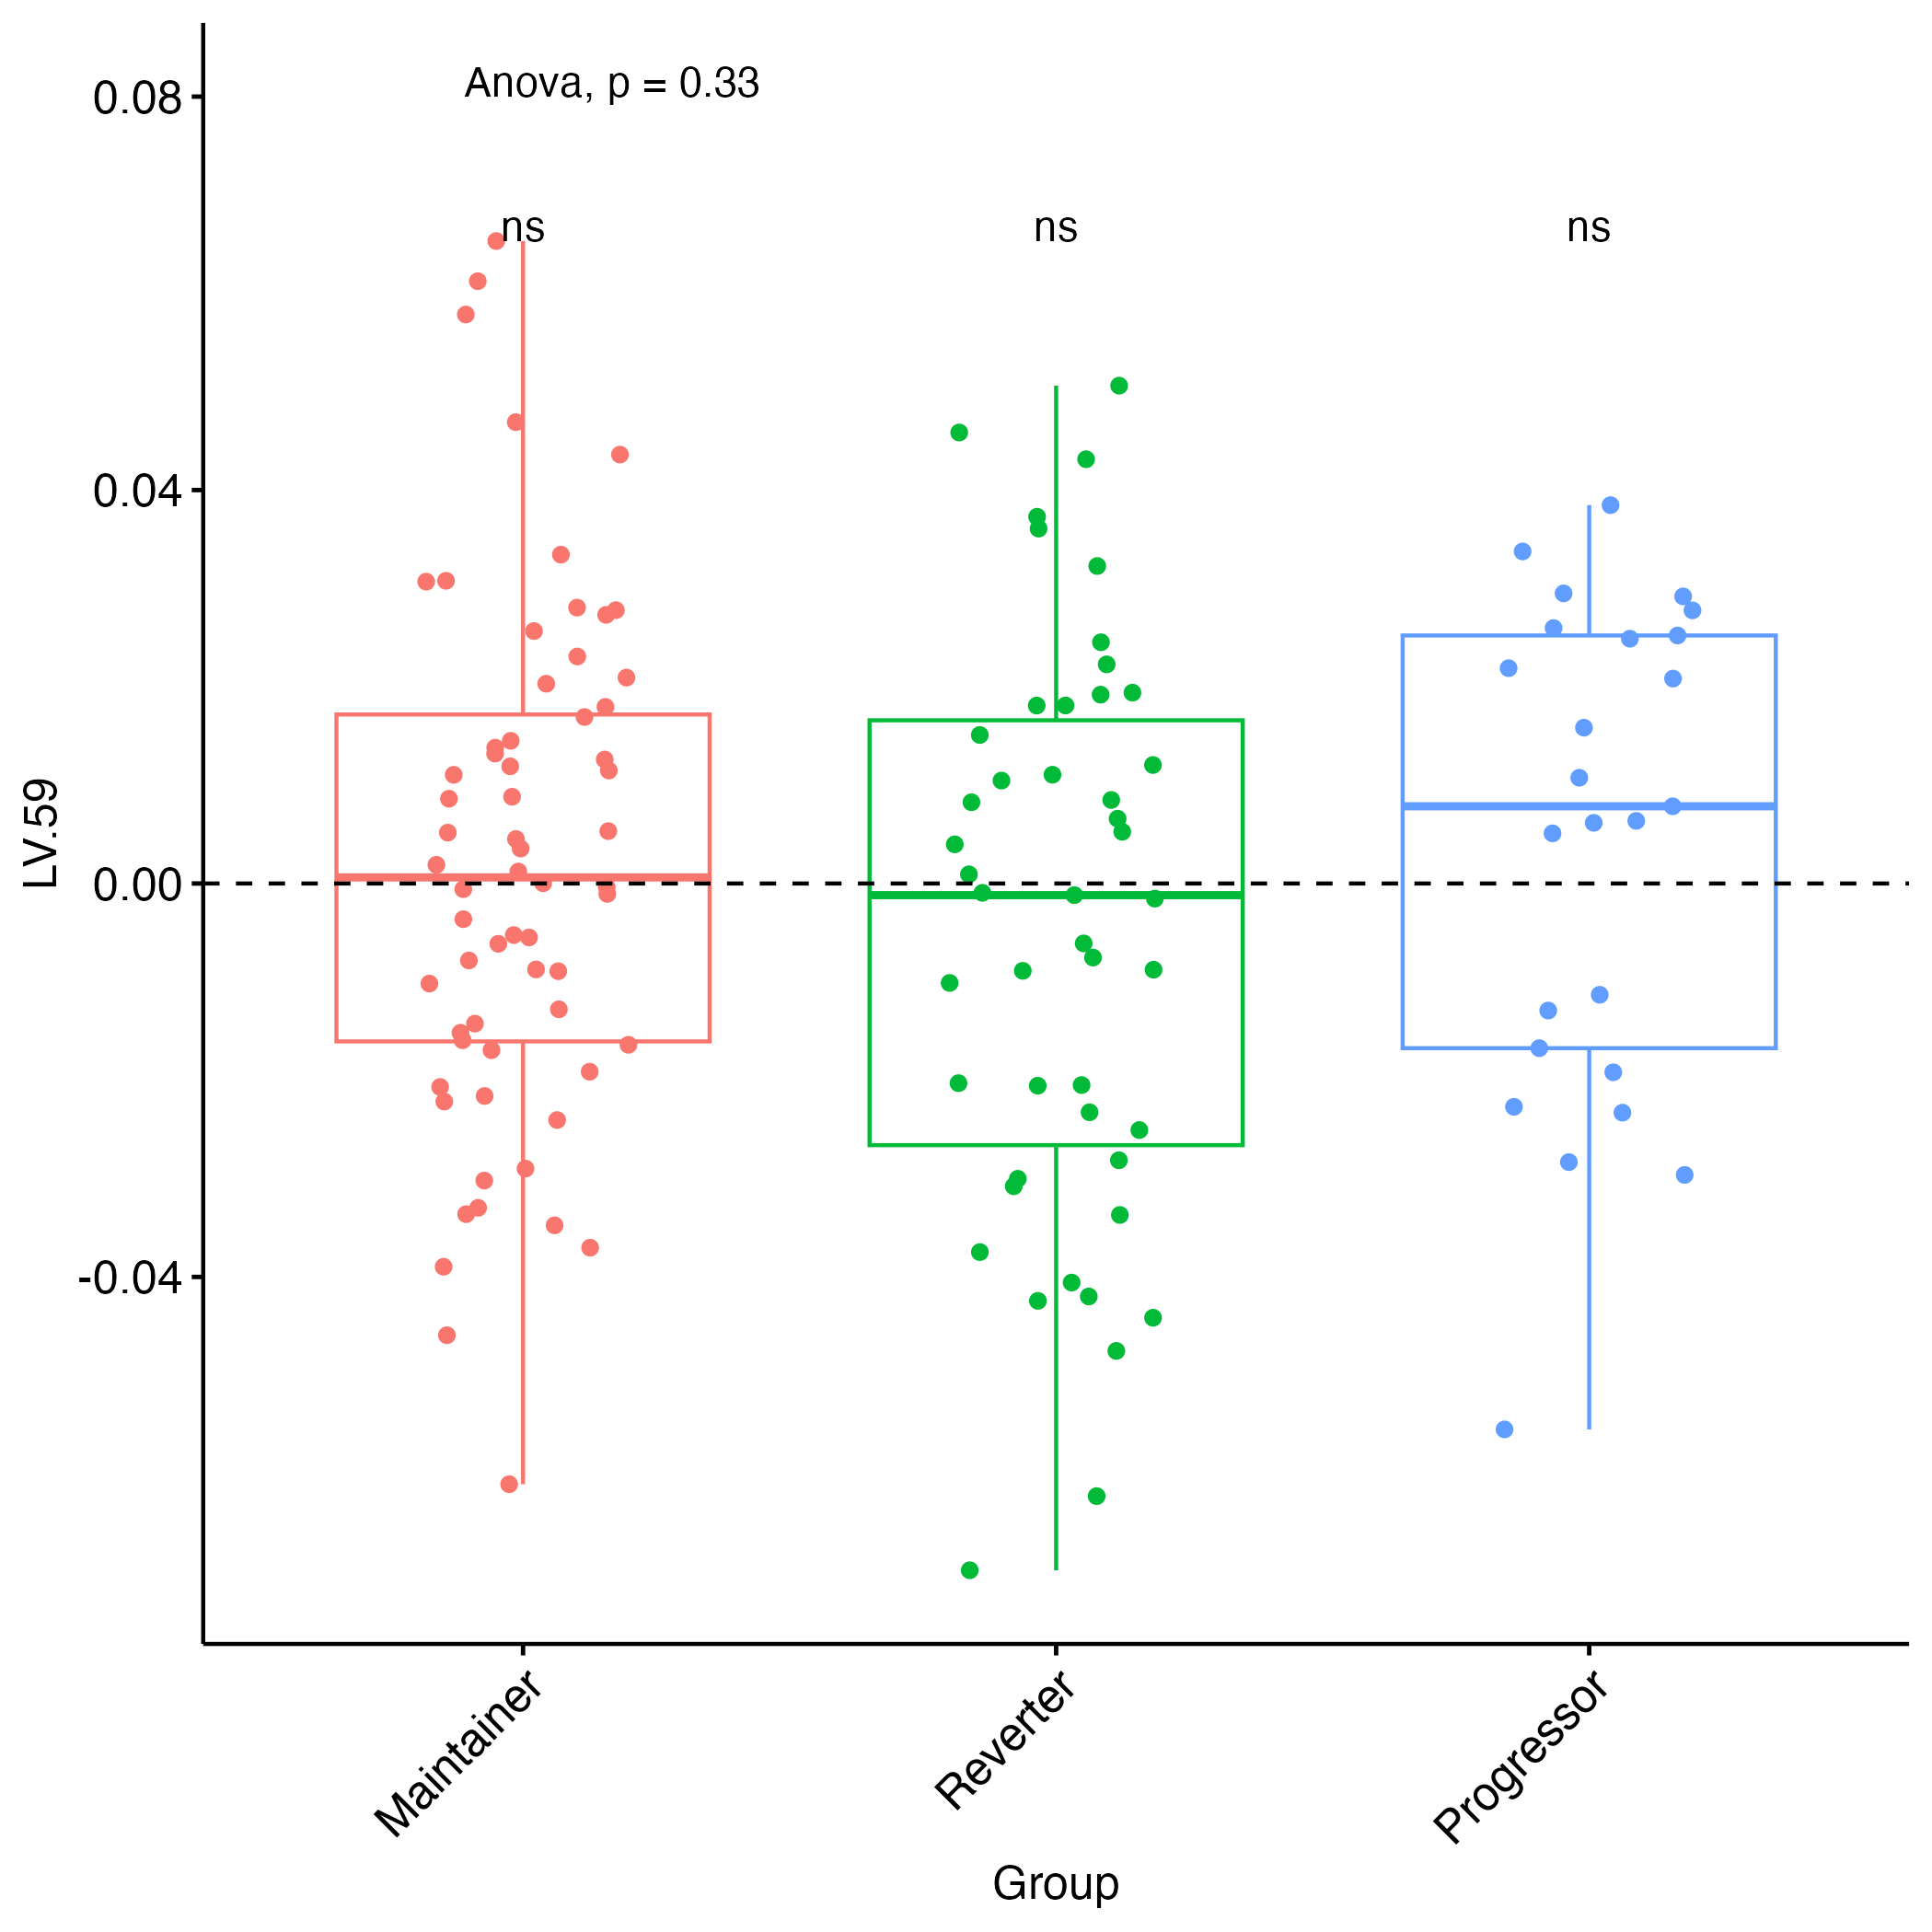 Anova, p = 0.33
ns ns ns
0.08
0.04
0.00
-0.04
LV.59
Maintainer Reverter Progressor
Group